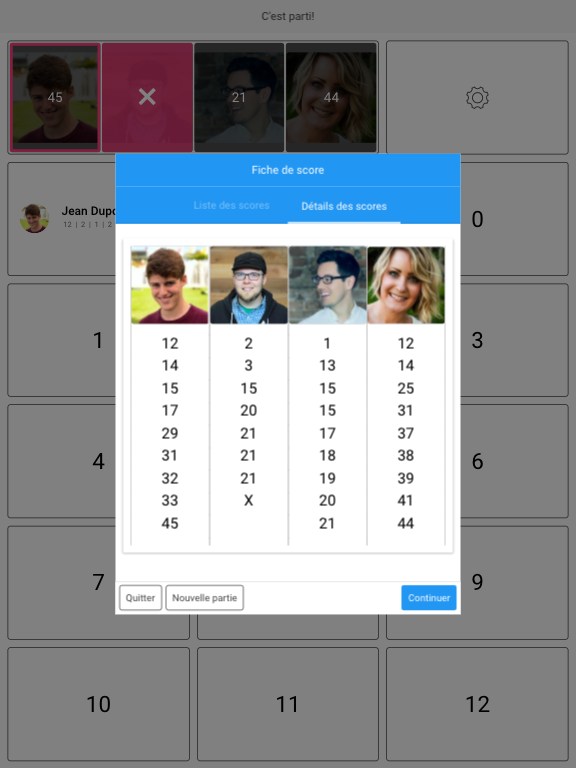 C'est parti!
45
21
44
Fiche de score
Liste des scores
Détails des scores
Jean Dupo
12 | 2 | 1 | 2
0
12 2 1 12
14 3 13 14
15 15 15 25
17 20 15 31
29 21 17 37
31 21 18 38
32 21 19 39
33 X 20 41
45 21 44
1
3
4
6
7
9
Quitter
Nouvelle partie
Continuer
10
11
12